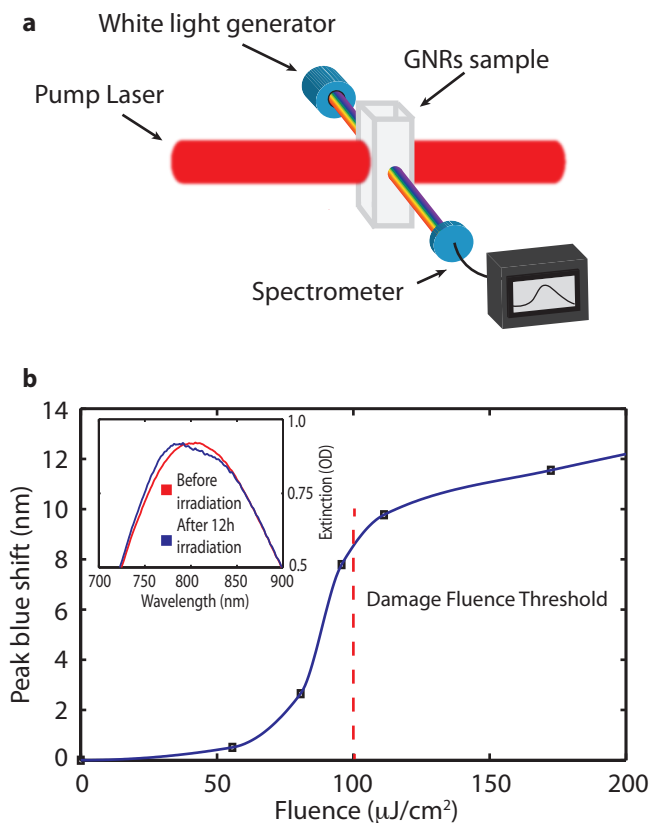 a
White light generator
GNRs sample
Pump Laser
Spectrometer
b
14
12
10
8
6
4
2
0
Peak blue shift (nm)
0
50
100
150
200
Fluence (μJ/cm²)
Damage Fluence Threshold
1.0
0.75
0.5
Extinction (OD)
Before
irradiation
After 12h
irradiation
700
750
800
850
900
Wavelength (nm)